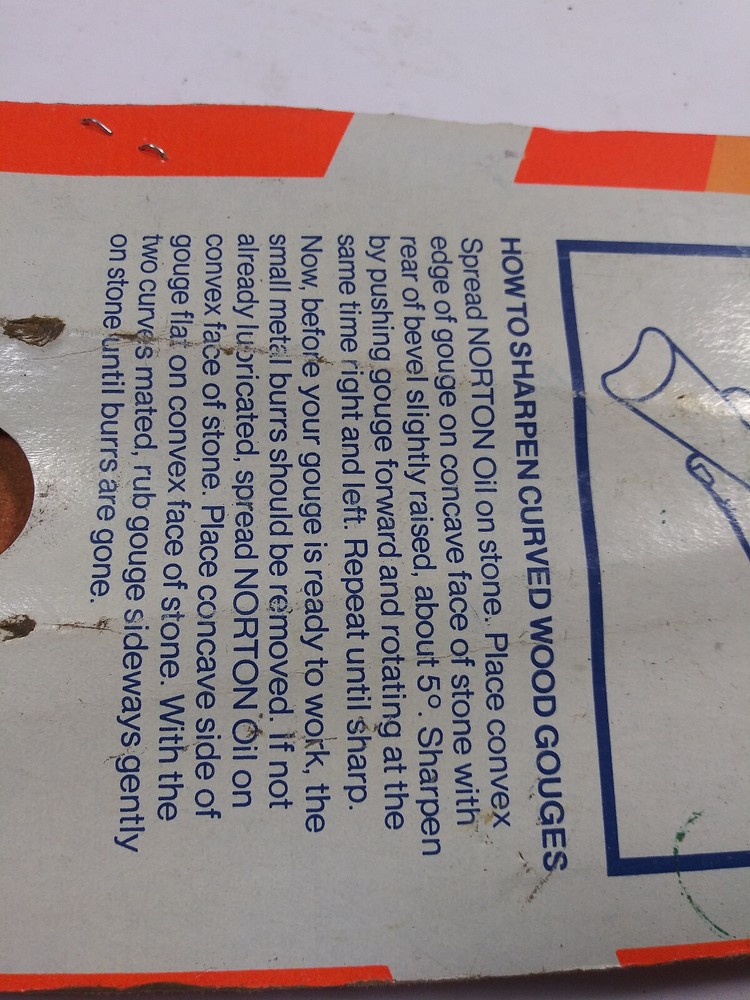 HOW TO SHARPEN CURVED WOOD GOUGES
Spread NORTON Oil on stone. Place convex
edge of gouge on concave face of stone with
rear of bevel slightly raised, about 5°. Sharpen
by pushing gouge forward and rotating at the
same time right and left. Repeat until sharp.
Now, before your gouge is ready to work, the
small metal burrs should be removed. If not
already lubricated, spread NORTON Oil on
convex face of stone. Place concave side of
gouge flat on convex face of stone. With the
two curves mated, rub gouge sideways gently
on stone until burrs are gone.